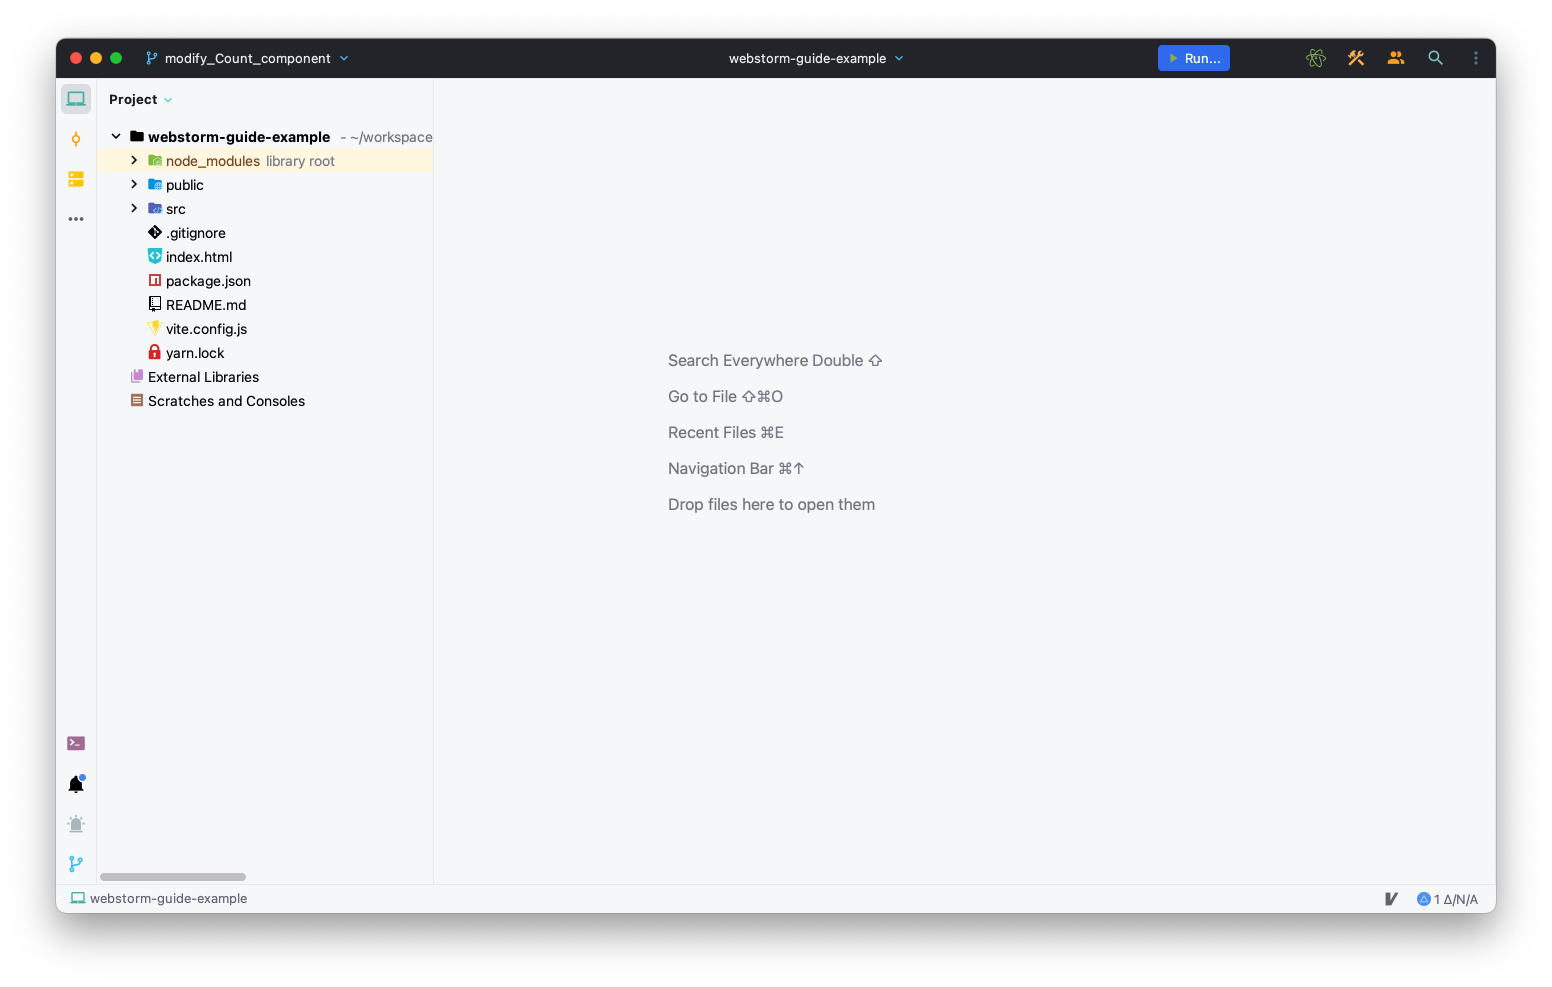 modify_Count_component
webstorm-guide-example
Run...
Project
webstorm-guide-example - ~/workspace
node_modules library root
public
src
.gitignore
index.html
package.json
README.md
vite.config.js
yarn.lock
External Libraries
Scratches and Consoles
Search Everywhere Double ⇧
Go to File ⇧⌘O
Recent Files ⌘E
Navigation Bar ⌘↑
Drop files here to open them
webstorm-guide-example
1 Δ/N/A